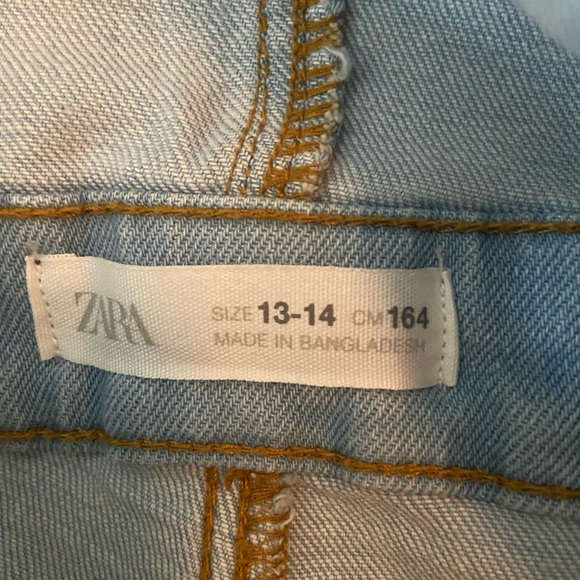 ZARA
SIZE 13-14 CM 164
MADE IN BANGLADESH